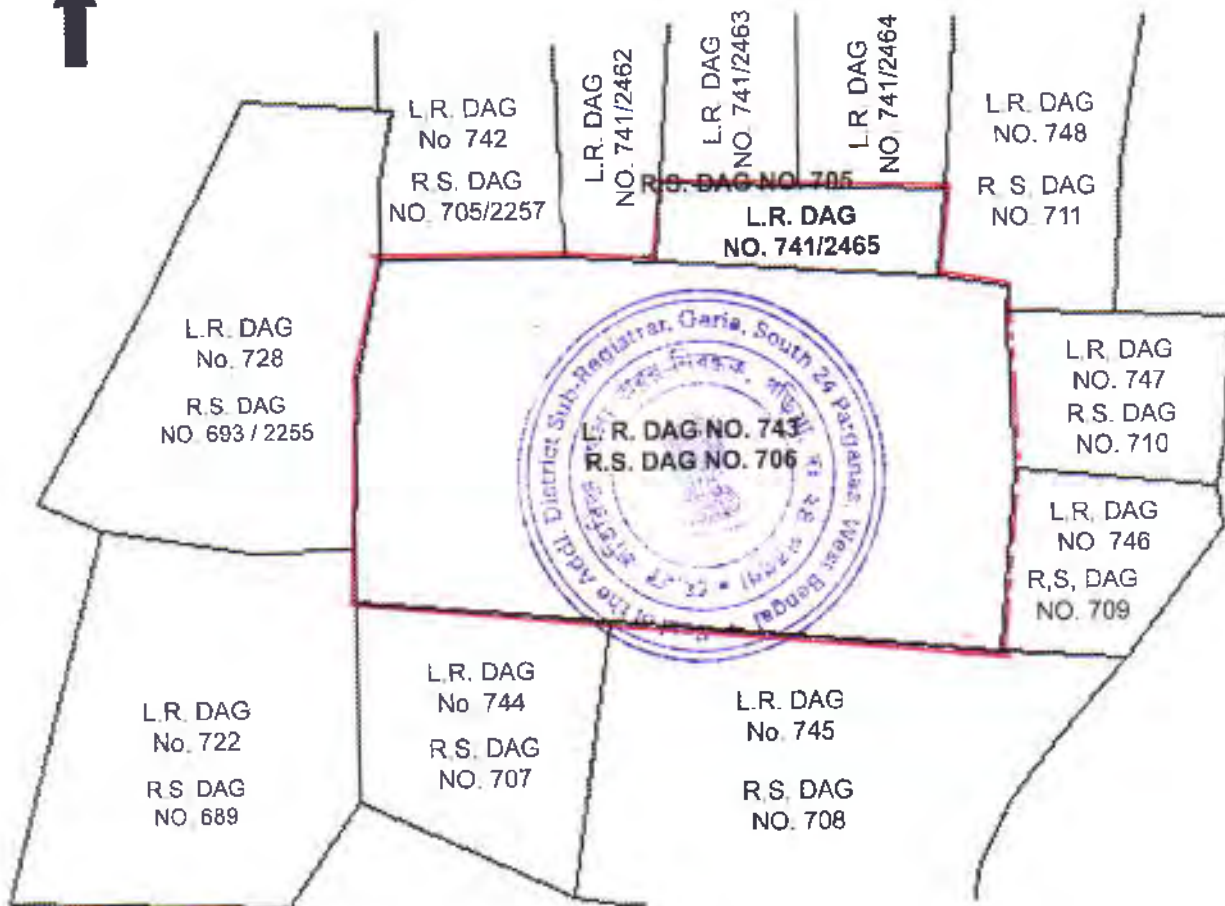 L.R. DAG
No 742
R.S. DAG
NO. 705/2257
L.R. DAG
NO. 741/2462
L.R. DAG
NO. 741/2463
L.R. DAG
NO. 741/2464
L.R. DAG
NO. 748
R. S. DAG
NO. 711
R.S. DAG NO. 705
L.R. DAG
NO. 741/2465
L.R. DAG
No. 728
R.S. DAG
NO. 693 / 2255
L. R. DAG NO. 743
R.S. DAG NO. 706
L.R. DAG
NO. 747
R.S. DAG
NO. 710
L.R. DAG
NO 746
R,S, DAG
NO. 709
L.R. DAG
No. 722
R.S. DAG
NO. 689
L.R. DAG
No 744
R.S. DAG
NO. 707
L.R. DAG
No. 745
R.S. DAG
NO. 708
of the Addl. District Sub-Registrar, Garia, South 24 Parganas, West Bengal